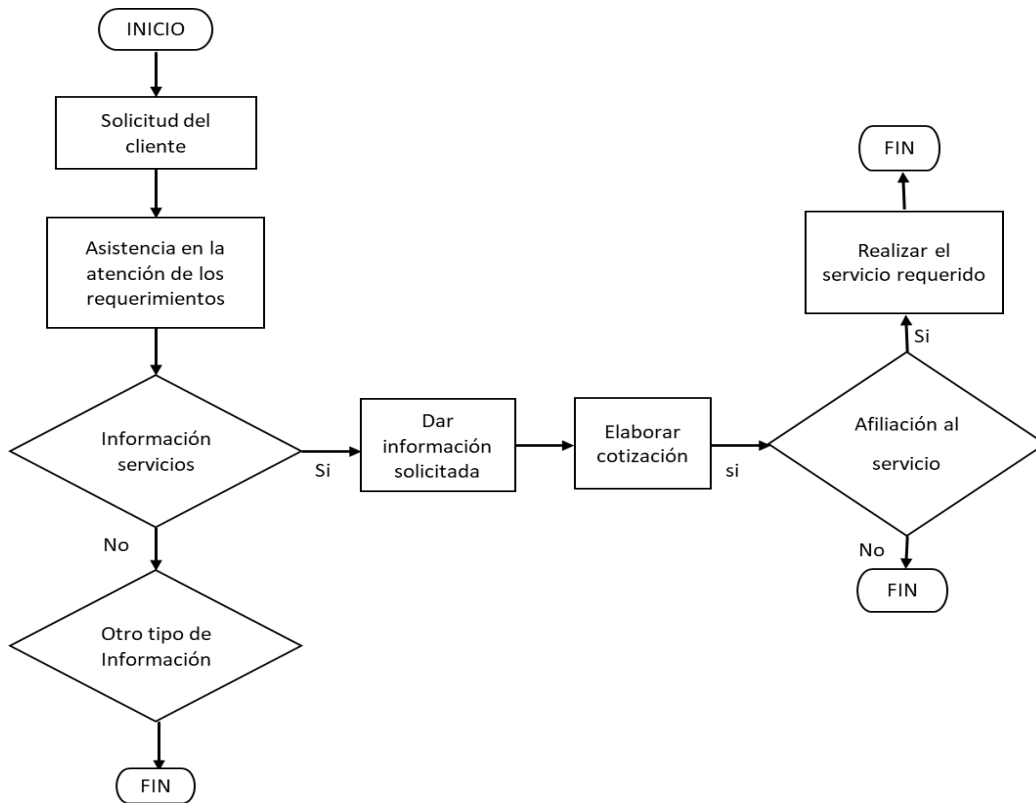 INICIO
Solicitud del
cliente
Asistencia en la
atención de los
requerimientos
Información
servicios
Si
Dar
información
solicitada
Elaborar
cotización
si
Afiliación al
servicio
Si
Realizar el
servicio requerido
FIN
No
FIN
No
Otro tipo de
Información
FIN